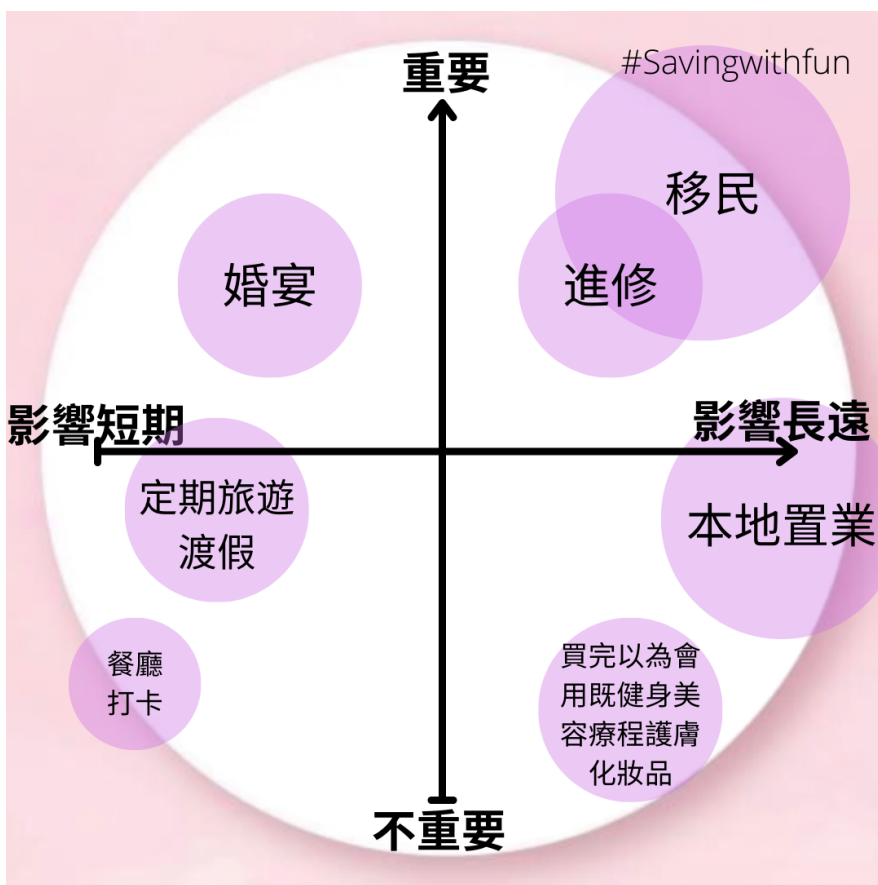 #Savingwithfun
重要
移民
婚宴
進修
影響短期
影響長遠
定期旅遊
渡假
本地置業
餐廳
打卡
買完以為會
用既健身美
容療程護膚
化妝品
不重要